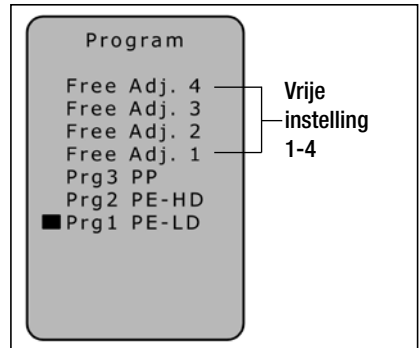 Program
Free Adj. 4
Free Adj. 3
Free Adj. 2
Free Adj. 1
Prg3 PP
Prg2 PE-HD
Prg1 PE-LD
Vrije
instelling
1-4